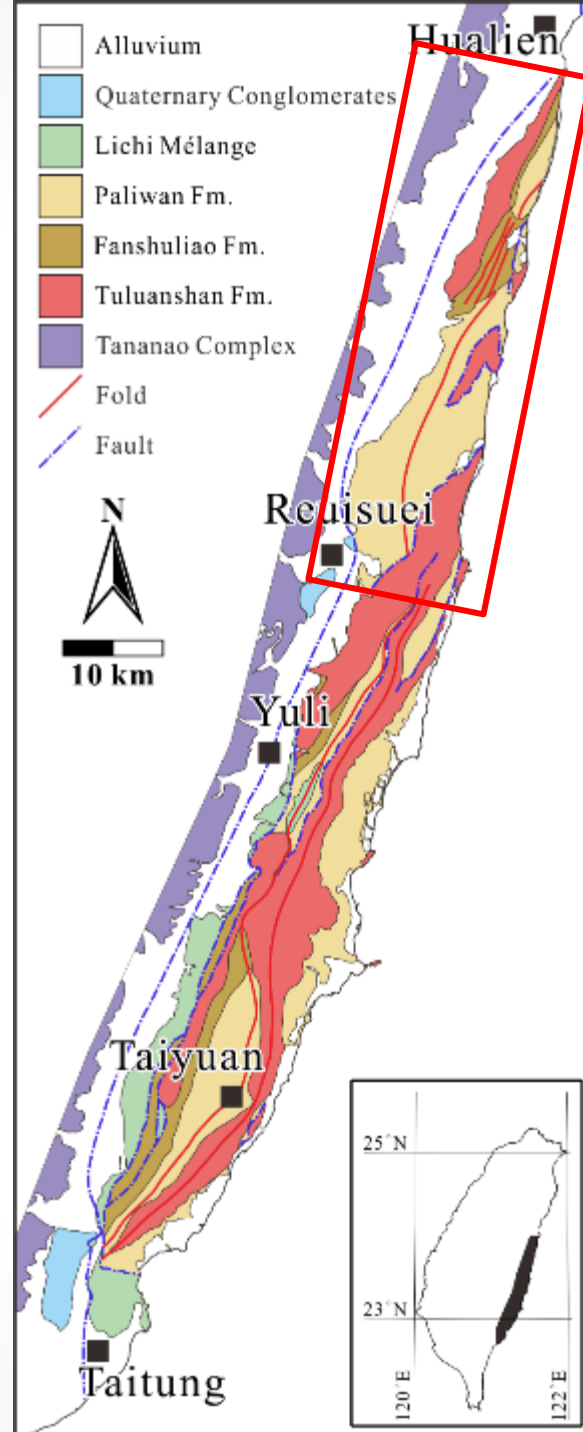 Hualien
Alluvium
Quaternary Conglomerates
Lichi Mélange
Paliwan Fm.
Fanshuliao Fm.
Tuluanshan Fm.
Tananao Complex
Fold
Fault
N
10 km
Reuisuei
Yuli
Taiyuan
Taitung
25°N
23°N
120°E
122°E